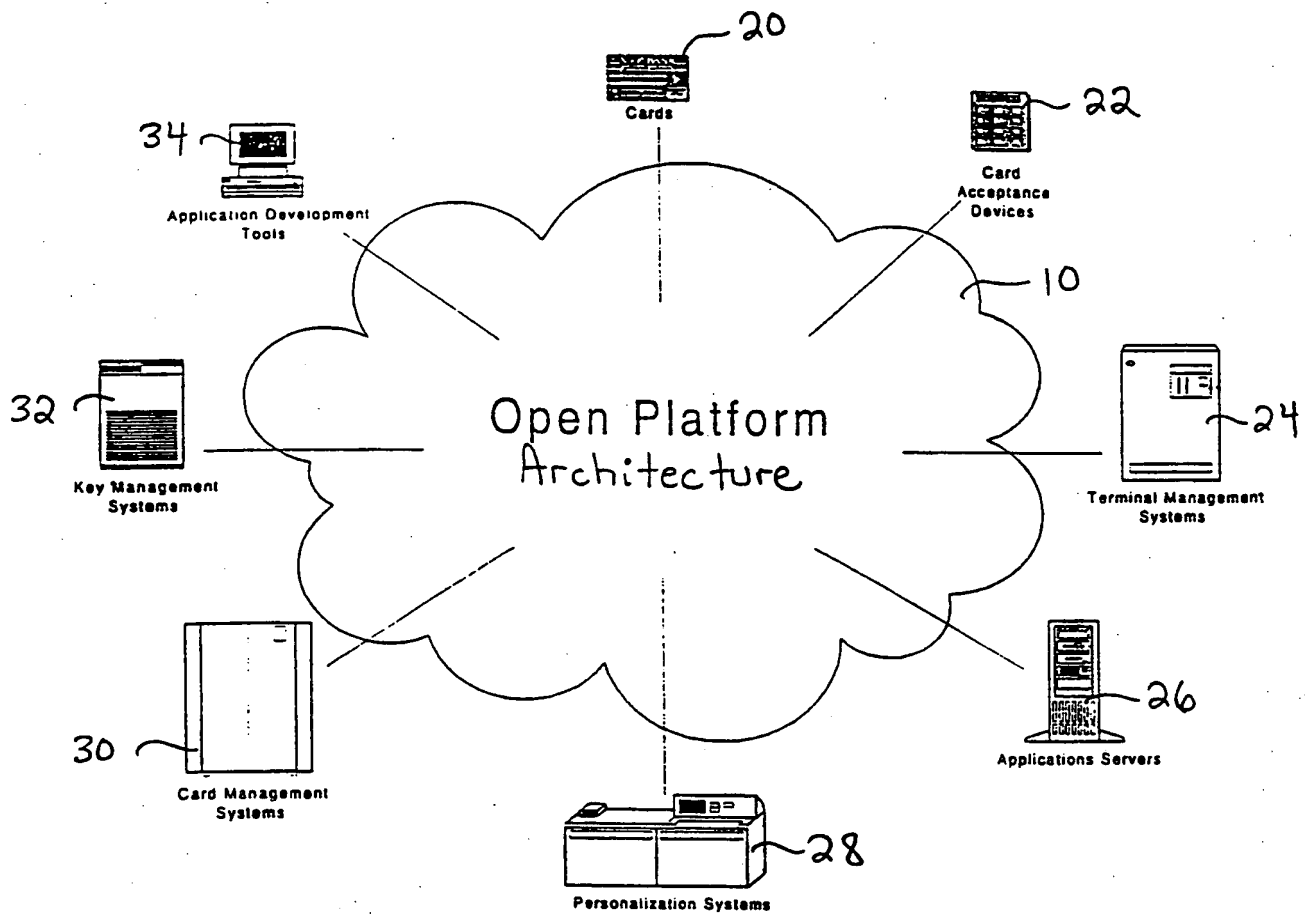 20
Cards
22
Card
Acceptance
Devices
34
Application Development
Tools
10
32
Key Management
Systems
Open Platform
Architecture
24
Terminal Management
Systems
30
Card Management
Systems
26
Applications Servers
28
Personalization Systems